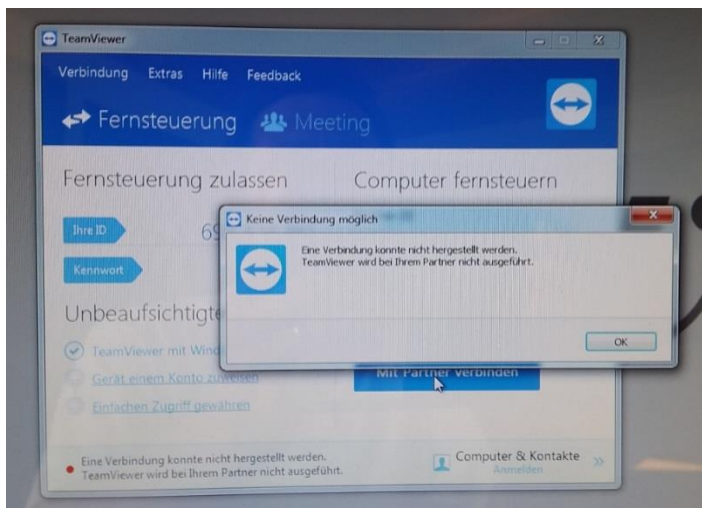 TeamViewer
Verbindung Extras Hilfe Feedback
Fernsteuerung Meeting
Fernsteuerung zulassen
Computer fernsteuern
Ihre ID
69
Kennwort
Keine Verbindung möglich
Eine Verbindung konnte nicht hergestellt werden.
TeamViewer wird bei Ihrem Partner nicht ausgeführt.
OK
Unbeaufsichtigte
TeamViewer mit Wind
Gerät einem Konto zuweisen
Einfachen Zugriff gewähren
Mit Partner verbinden
Eine Verbindung konnte nicht hergestellt werden.
TeamViewer wird bei Ihrem Partner nicht ausgeführt.
Computer & Kontakte
Anmelden